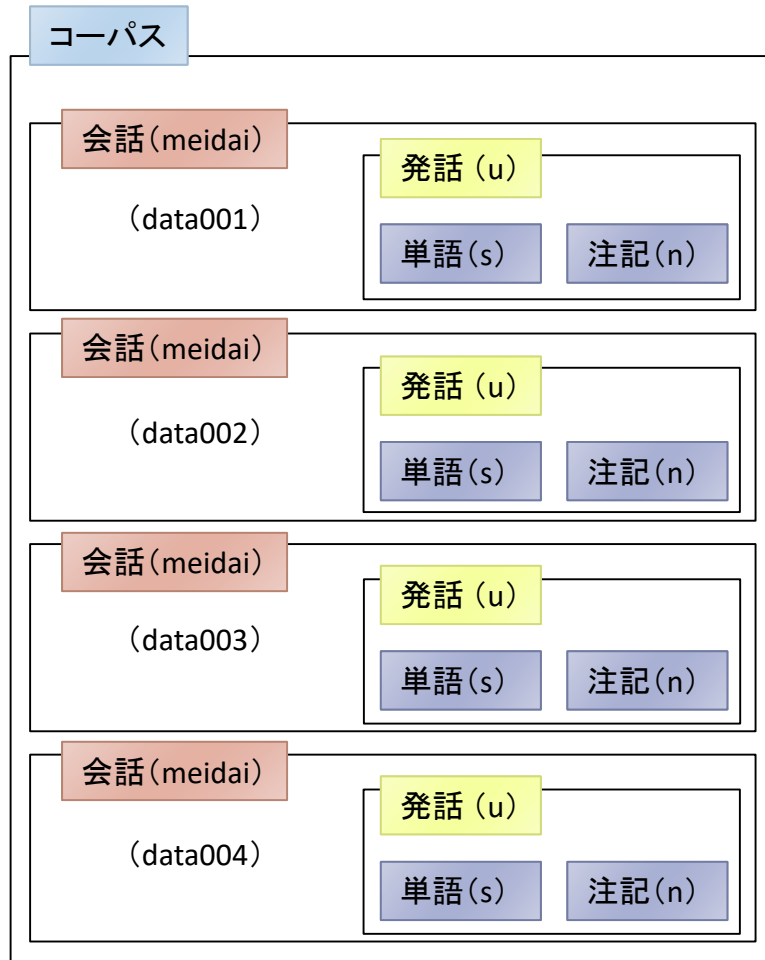 コーパス
会話(meidai)
発話(u)
(data001)
単語(s) 注記(n)
会話(meidai)
発話(u)
(data002)
単語(s) 注記(n)
会話(meidai)
発話(u)
(data003)
単語(s) 注記(n)
会話(meidai)
発話(u)
(data004)
単語(s) 注記(n)